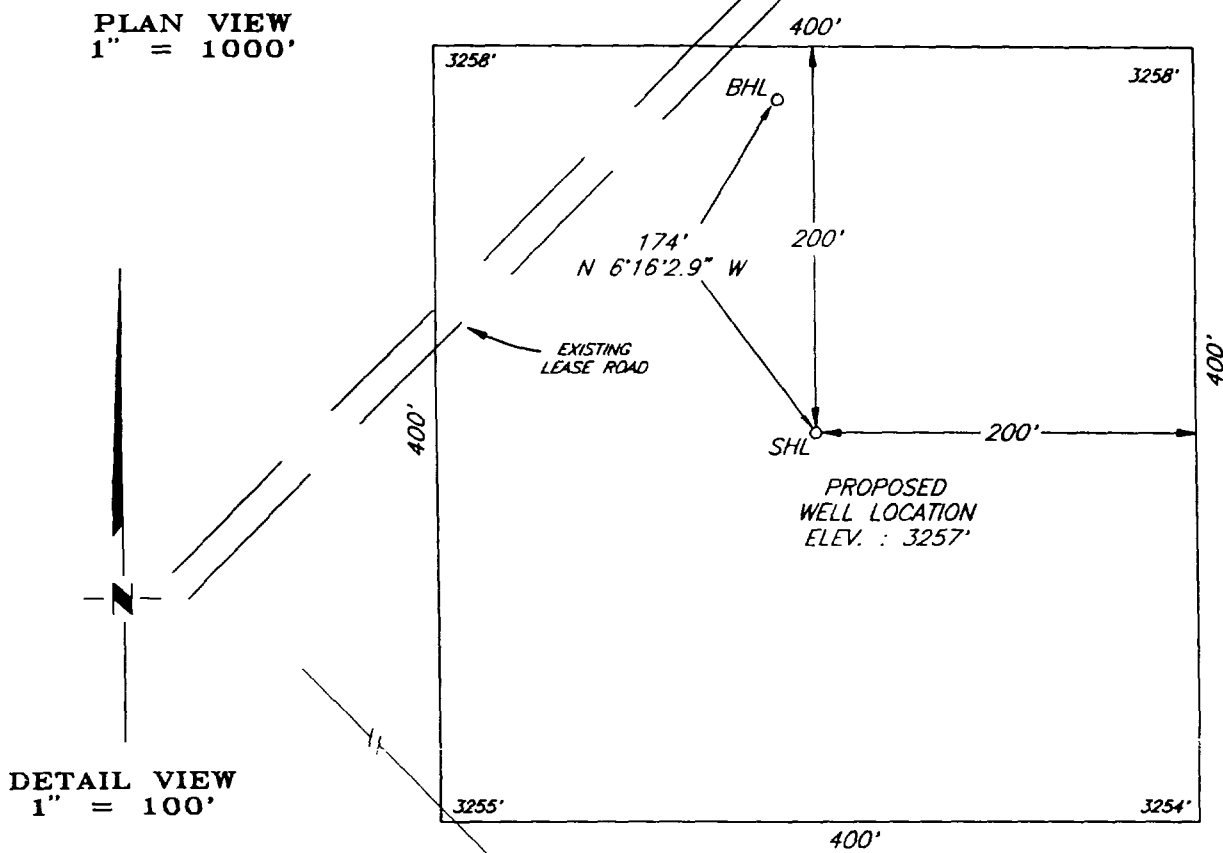 PLAN VIEW
1" = 1000'
400'
3258'
3258'
BHL
174'
N 6°16'2.9" W
200'
EXISTING
LEASE ROAD
400'
400'
SHL
200'
PROPOSED
WELL LOCATION
ELEV. : 3257'
N
DETAIL VIEW
1" = 100'
3255'
3254'
400'